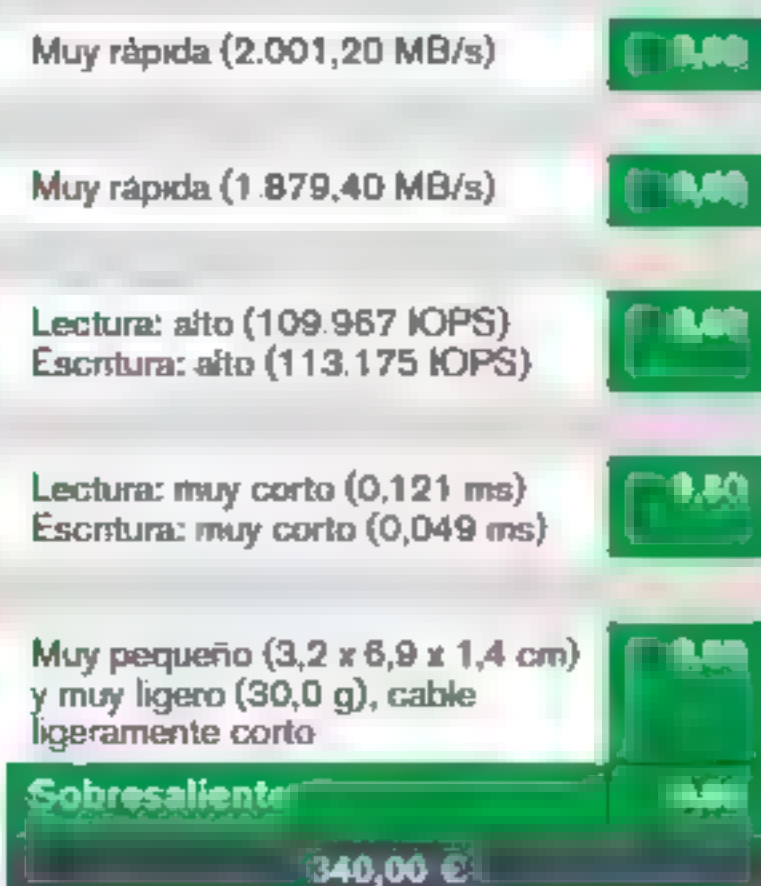 Muy rápida (2.001,20 MB/s)
Muy rápida (1.879,40 MB/s)
Lectura: alto (109.967 IOPS)
Escritura: alto (113.175 IOPS)
Lectura: muy corto (0,121 ms)
Escritura: muy corto (0,049 ms)
Muy pequeño (3,2 x 6,9 x 1,4 cm)
y muy ligero (30,0 g), cable
ligeramente corto
Sobresaliente
340,00 €